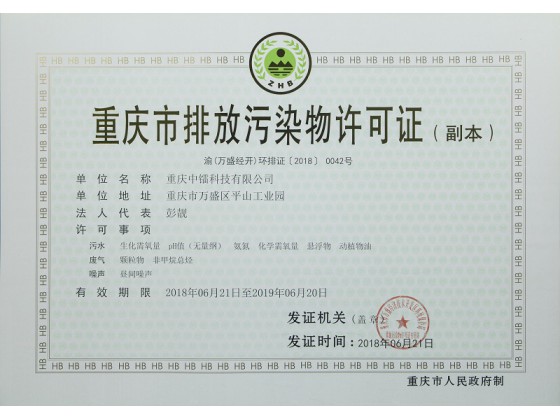 ZHB
重庆市排放污染物许可证（副本）
渝(万盛经开)环排证〔2018〕0042号
单位名称 重庆中镭科技有限公司
单位地址 重庆市万盛区平山工业园
法人代表 彭靓
许可事项
污水 生化需氧量 pH值（无量纲） 氨氮 化学需氧量 悬浮物 动植物油
废气 颗粒物 非甲烷总烃
噪声 昼间噪声
有效期限 2018年06月21日至2019年06月20日
发证机关（盖章）
发证时间：2018年06月21日
重庆市人民政府制